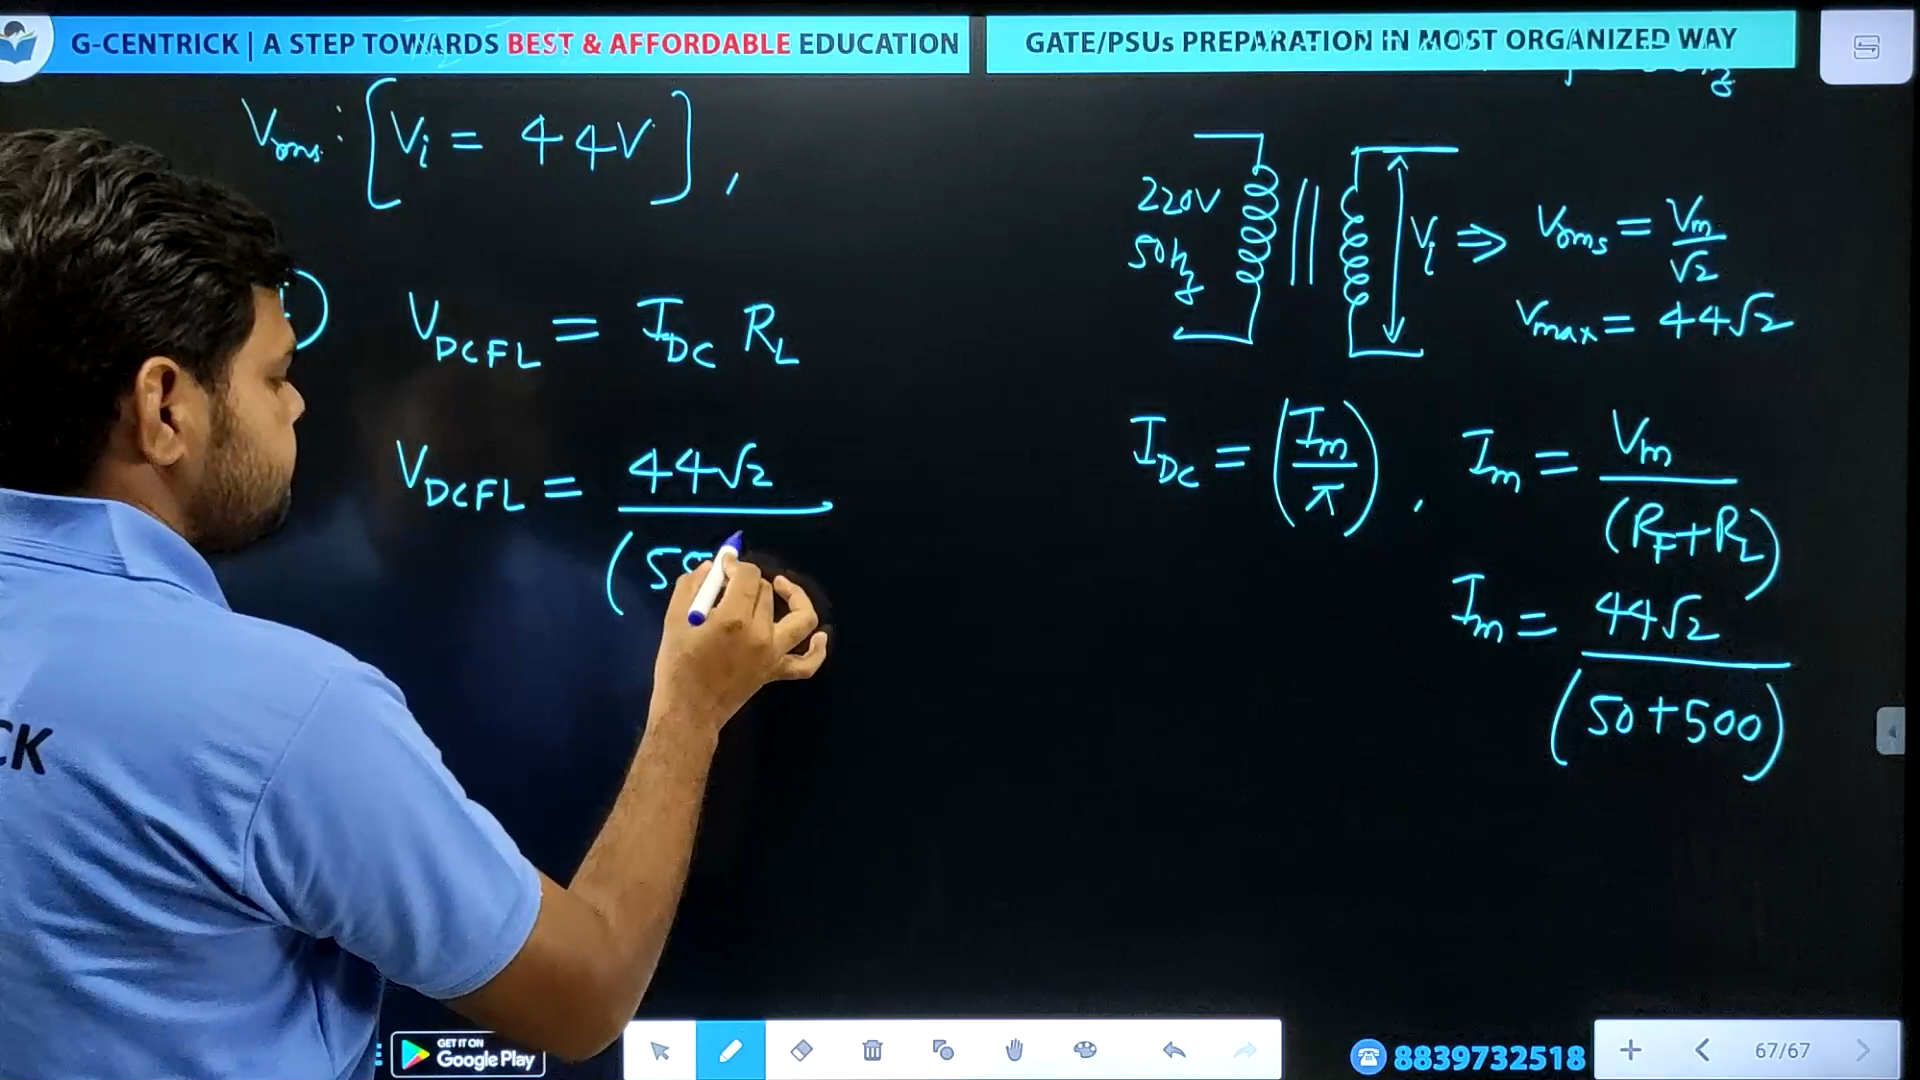 G-CENTRICK | A STEP TOWARDS BEST & AFFORDABLE EDUCATION
GATE/PSUs PREPARATION IN MOST ORGANIZED WAY
Vrms: [Vi = 44V],
VDCFL = IDC RL
VDCFL = 44√2
(55
220V
50hz
Vi ⇒ Vrms = Vm/√2
Vmax = 44√2
IDC = (Im/π), Im = Vm/(RF+RL)
Im = 44√2/(50+500)
CK
GET IT ON
Google Play
8839732518
67/67